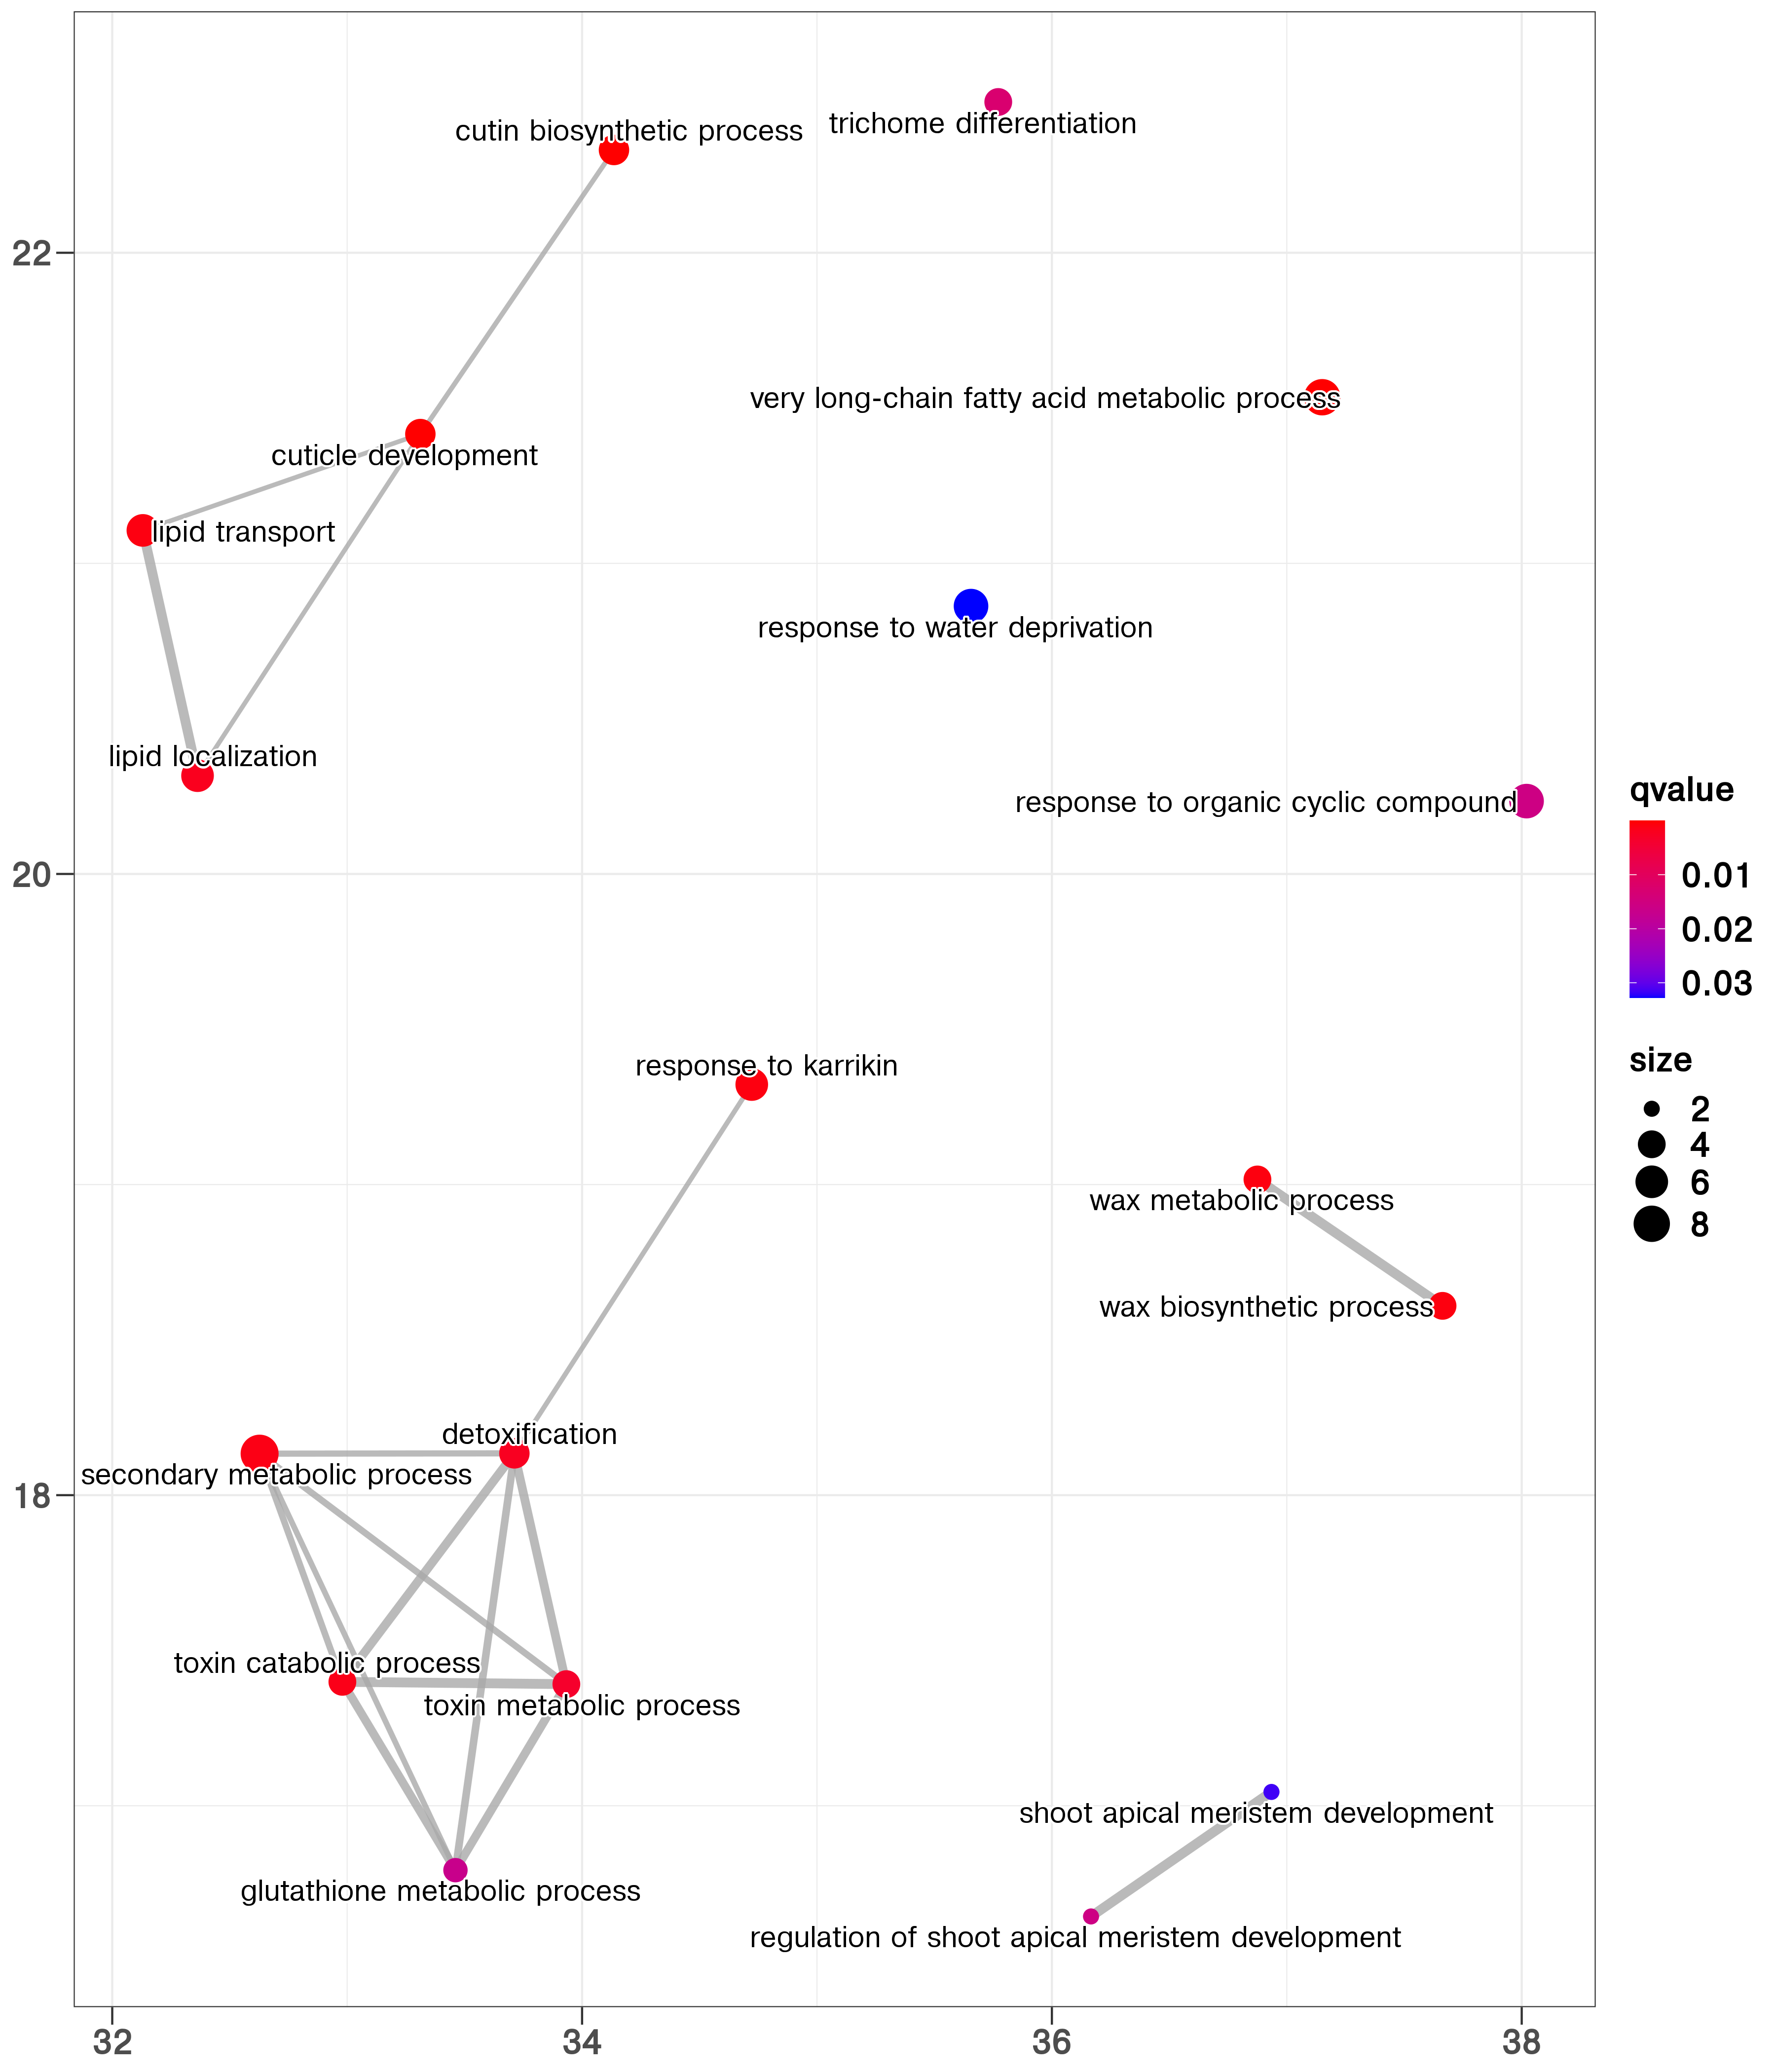 trichome differentiation
cutin biosynthetic process
22
very long-chain fatty acid metabolic process
cuticle development
lipid transport
response to water deprivation
lipid localization
qvalue
response to organic cyclic compound
20
0.01
0.02
0.03
size
response to karrikin
2
4
6
wax metabolic process
8
wax biosynthetic process
detoxification
secondary metabolic process
18
toxin catabolic process
toxin metabolic process
shoot apical meristem development
glutathione metabolic process
regulation of shoot apical meristem development
32
34
36
38